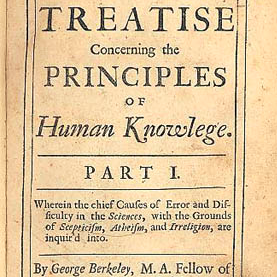 TREATISE
Concerning the
PRINCIPLES
OF
Human Knowlege.
PART I.
Wherein the chief Causes of Error and Dif-
ficulty in the Sciences, with the Grounds
of Scepticism, Atheism, and Irreligion, are
inquir'd into.
By George Berkeley, M. A. Fellow of